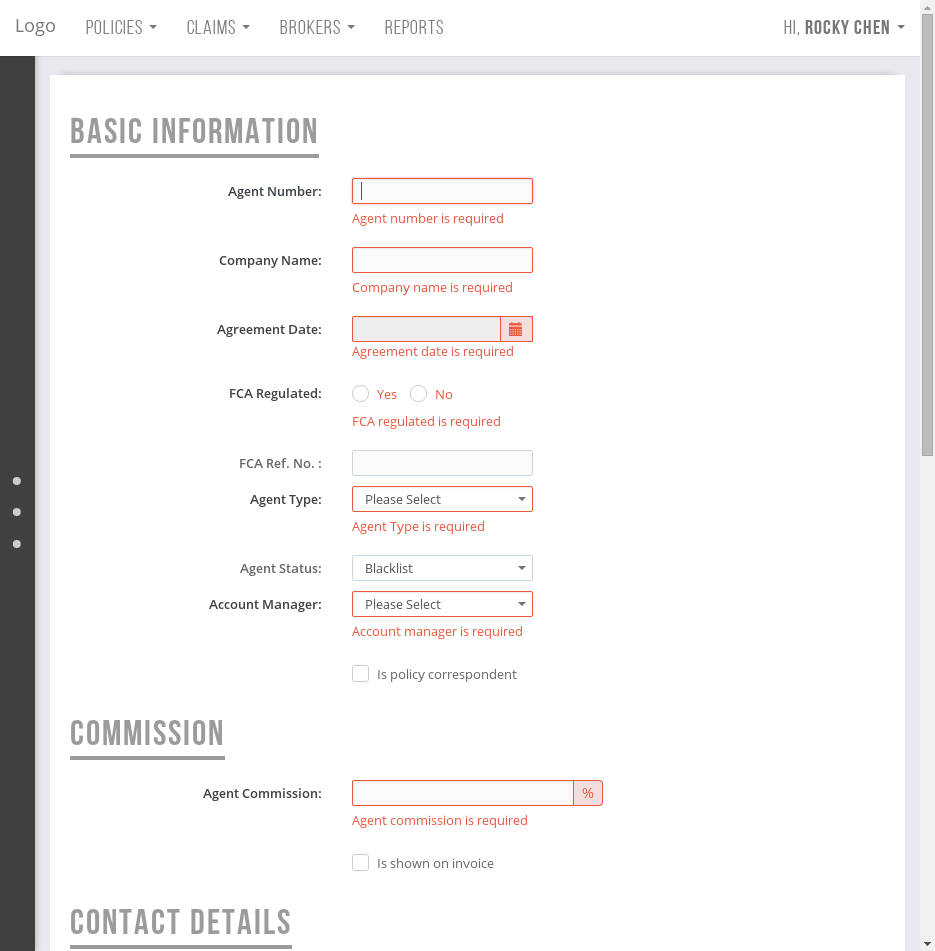 Logo POLICIES CLAIMS BROKERS REPORTS HI, ROCKY CHEN
BASIC INFORMATION
Agent Number:
Agent number is required
Company Name:
Company name is required
Agreement Date:
Agreement date is required
FCA Regulated: Yes No
FCA regulated is required
FCA Ref. No. :
Agent Type: Please Select
Agent Type is required
Agent Status: Blacklist
Account Manager: Please Select
Account manager is required
Is policy correspondent
COMMISSION
Agent Commission: %
Agent commission is required
Is shown on invoice
CONTACT DETAILS